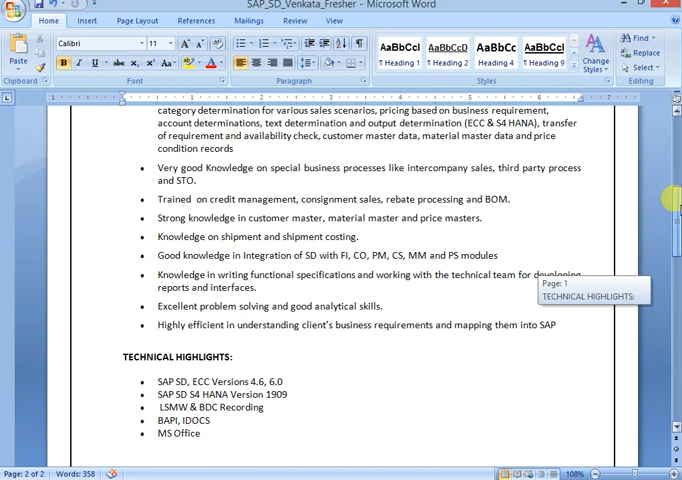 SAP_SD_Venkata_Fresher - Microsoft Word
Home Insert Page Layout References Mailings Review View
Paste
Clipboard
Calibri 11
Font
Paragraph
AaBbCcl AaBbCcD AaBbCc AaBbCcl
¶ Heading 1 ¶ Heading 2 ¶ Heading 4 ¶ Heading 9
Change
Styles
Styles
Find
Replace
Select
Editing
category determination for various sales scenarios, pricing based on business requirement,
account determinations, text determination and output determination (ECC & S4 HANA), transfer
of requirement and availability check, customer master data, material master data and price
condition records
• Very good Knowledge on special business processes like intercompany sales, third party process
and STO.
• Trained on credit management, consignment sales, rebate processing and BOM.
• Strong knowledge in customer master, material master and price masters.
• Knowledge on shipment and shipment costing.
• Good knowledge in Integration of SD with FI, CO, PM, CS, MM and PS modules
• Knowledge in writing functional specifications and working with the technical team for developing
reports and interfaces.
Page: 1
TECHNICAL HIGHLIGHTS:
• Excellent problem solving and good analytical skills.
• Highly efficient in understanding client's business requirements and mapping them into SAP
TECHNICAL HIGHLIGHTS:
• SAP SD, ECC Versions 4.6, 6.0
• SAP SD S4 HANA Version 1909
• LSMW & BDC Recording
• BAPI, IDOCS
• MS Office
Page: 2 of 2 Words: 358 108%